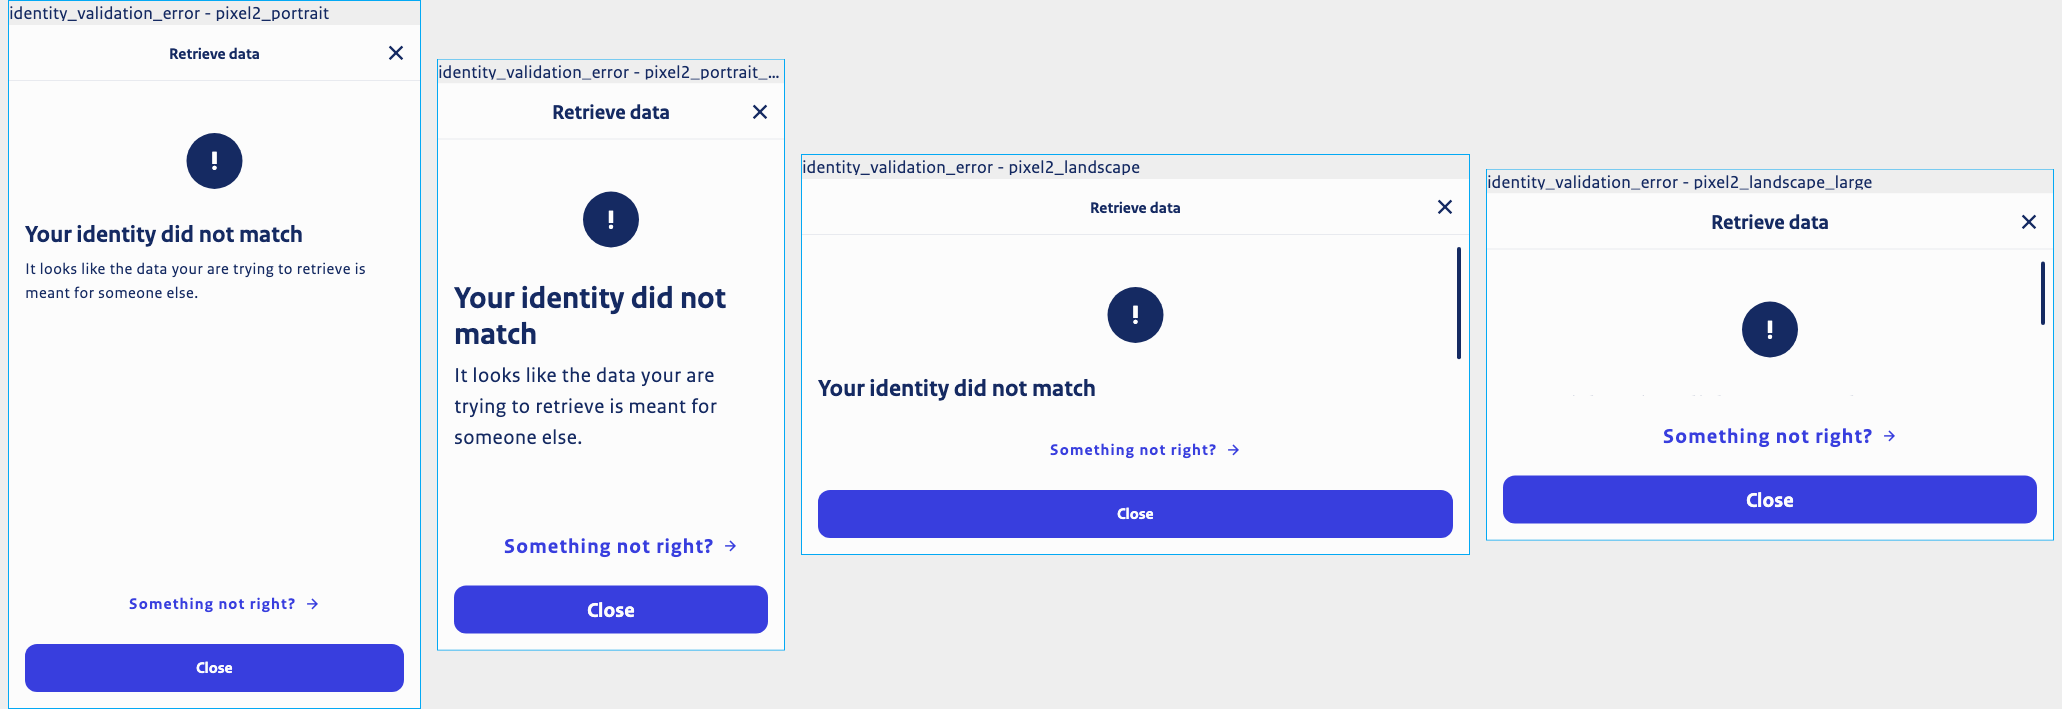 identity_validation_error - pixel2_portrait
Retrieve data
!
Your identity did not match
It looks like the data your are trying to retrieve is
meant for someone else.
Something not right?
Close
identity_validation_error - pixel2_portrait_...
Retrieve data
!
Your identity did not
match
It looks like the data your are
trying to retrieve is meant for
someone else.
Something not right?
Close
identity_validation_error - pixel2_landscape
Retrieve data
!
Your identity did not match
Something not right?
Close
identity_validation_error - pixel2_landscape_large
Retrieve data
!
Something not right?
Close